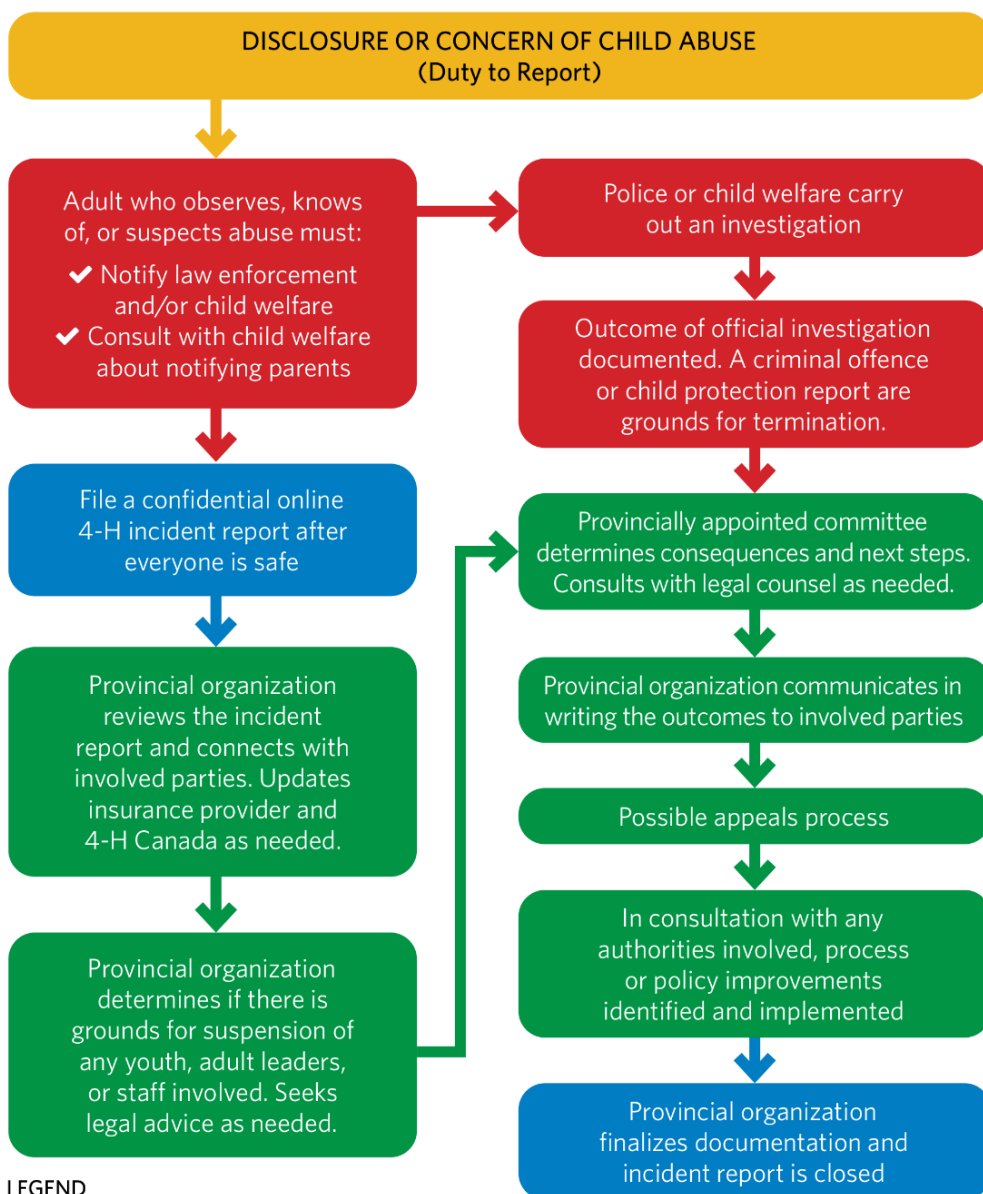 DISCLOSURE OR CONCERN OF CHILD ABUSE
(Duty to Report)
Adult who observes, knows
of, or suspects abuse must:
✔ Notify law enforcement
and/or child welfare
✔ Consult with child welfare
about notifying parents
File a confidential online
4-H incident report after
everyone is safe
Provincial organization
reviews the incident
report and connects with
involved parties. Updates
insurance provider and
4-H Canada as needed.
Provincial organization
determines if there is
grounds for suspension of
any youth, adult leaders,
or staff involved. Seeks
legal advice as needed.
Police or child welfare carry
out an investigation
Outcome of official investigation
documented. A criminal offence
or child protection report are
grounds for termination.
Provincially appointed committee
determines consequences and next steps.
Consults with legal counsel as needed.
Provincial organization communicates in
writing the outcomes to involved parties
Possible appeals process
In consultation with any
authorities involved, process
or policy improvements
identified and implemented
Provincial organization
finalizes documentation and
incident report is closed
LEGEND